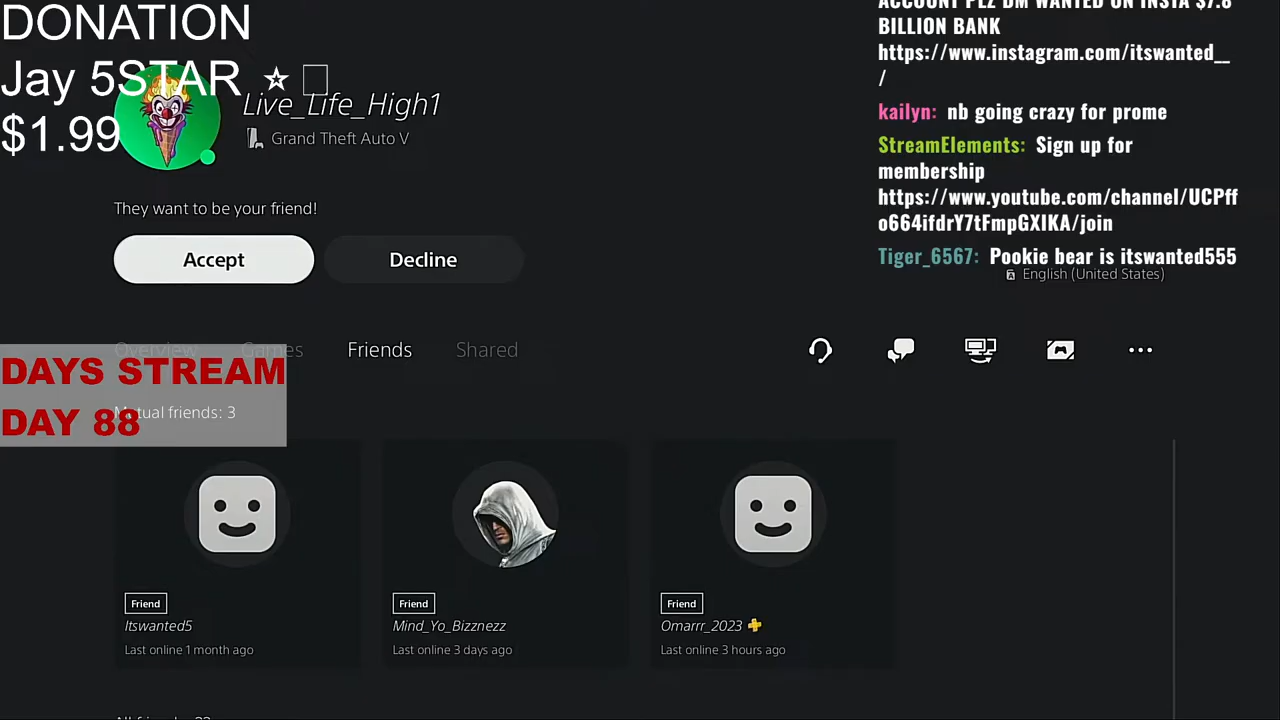 DONATION
Jay 5STAR ☆
$1.99
Live_Life_High1
Grand Theft Auto V
They want to be your friend!
Accept
Decline
ACCOUNT PLZ DM WANTED ON INSTA $7.8
BILLION BANK
https://www.instagram.com/itswanted__
/
kailyn: nb going crazy for prome
StreamElements: Sign up for
membership
https://www.youtube.com/channel/UCPff
o664ifdrY7tFmpGXIKA/join
Tiger_6567: Pookie bear is itswanted555
English (United States)
Overview
Games
Friends
Shared
DAYS STREAM
DAY 88
Mutual friends: 3
Friend
Itswanted5
Last online 1 month ago
Friend
Mind_Yo_Bizznezz
Last online 3 days ago
Friend
Omarrr_2023
Last online 3 hours ago